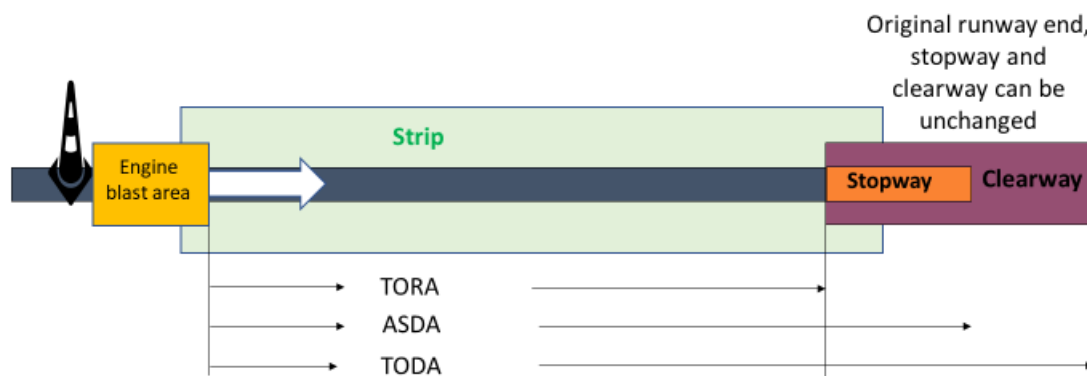 Original runway end,
stopway and
clearway can be
unchanged
Strip
Engine
blast area
Stopway
Clearway
TORA
ASDA
TODA